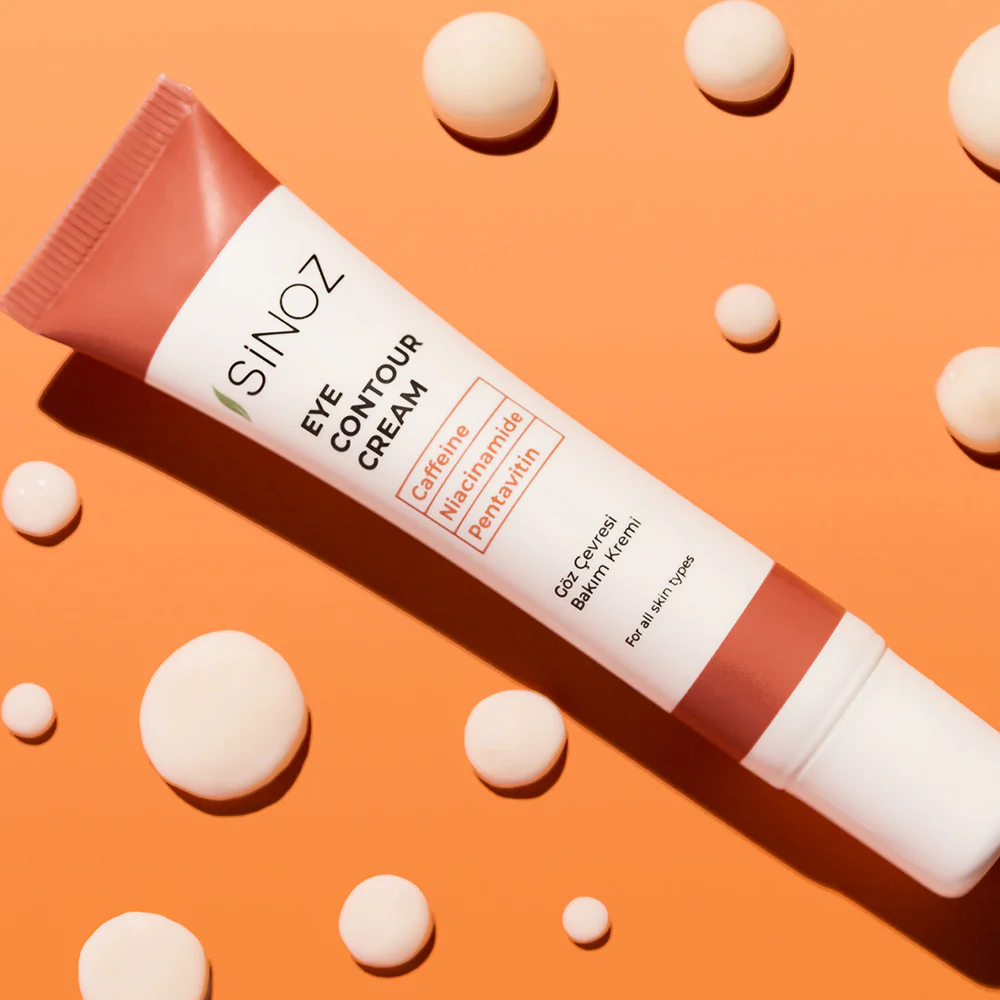 SiNOZ
EYE
CONTOUR
CREAM
Caffeine
Niacinamide
Pentavitin
Göz Çevresi
Bakım Kremi
For all skin types